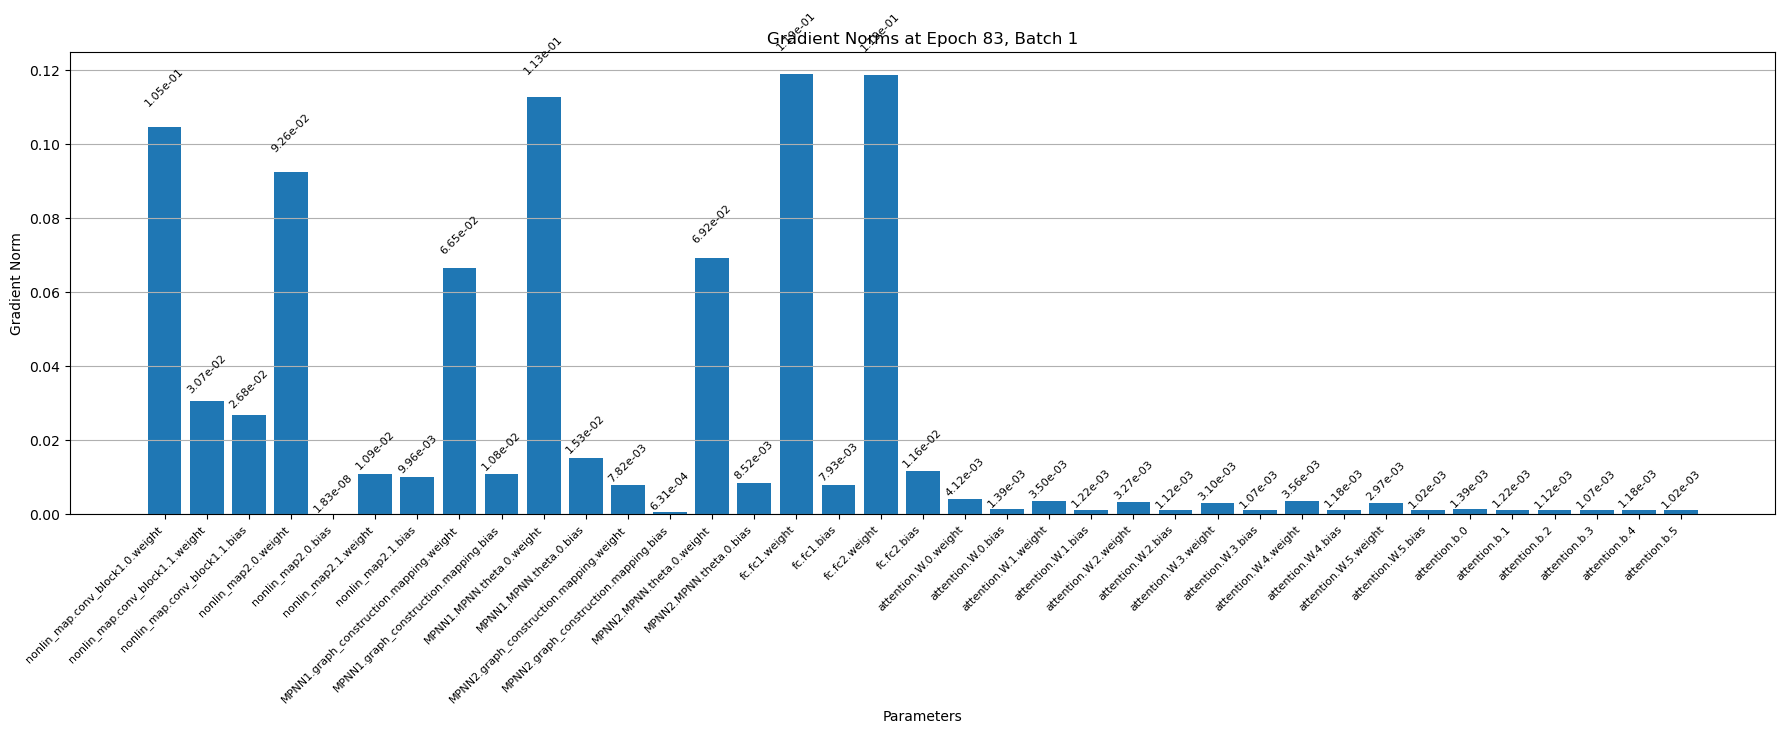 Gradient Norms at Epoch 83, Batch 1
Gradient Norm
0.12
0.10
0.08
0.06
0.04
0.02
0.00
1.05e-01
3.07e-02
2.68e-02
9.26e-02
1.83e-08
1.09e-02
9.96e-03
6.65e-02
1.08e-02
1.13e-01
1.53e-02
7.82e-03
6.31e-04
6.92e-02
8.52e-03
1.19e-01
7.93e-03
1.19e-01
1.16e-02
4.12e-03
1.39e-03
3.50e-03
1.22e-03
3.27e-03
1.12e-03
3.10e-03
1.07e-03
3.56e-03
1.18e-03
2.97e-03
1.02e-03
1.39e-03
1.22e-03
1.12e-03
1.07e-03
1.18e-03
1.02e-03
nonlin_map.conv_block1.0.weight
nonlin_map.conv_block1.1.weight
nonlin_map.conv_block1.1.bias
nonlin_map2.0.weight
nonlin_map2.0.bias
nonlin_map2.1.weight
nonlin_map2.1.bias
MPNN1.graph_construction.mapping.weight
MPNN1.graph_construction.mapping.bias
MPNN1.MPNN.theta.0.weight
MPNN1.MPNN.theta.0.bias
MPNN2.graph_construction.mapping.weight
MPNN2.graph_construction.mapping.bias
MPNN2.MPNN.theta.0.weight
MPNN2.MPNN.theta.0.bias
fc.fc1.weight
fc.fc1.bias
fc.fc2.weight
fc.fc2.bias
attention.W.0.weight
attention.W.0.bias
attention.W.1.weight
attention.W.1.bias
attention.W.2.weight
attention.W.2.bias
attention.W.3.weight
attention.W.3.bias
attention.W.4.weight
attention.W.4.bias
attention.W.5.weight
attention.W.5.bias
attention.b.0
attention.b.1
attention.b.2
attention.b.3
attention.b.4
attention.b.5
Parameters